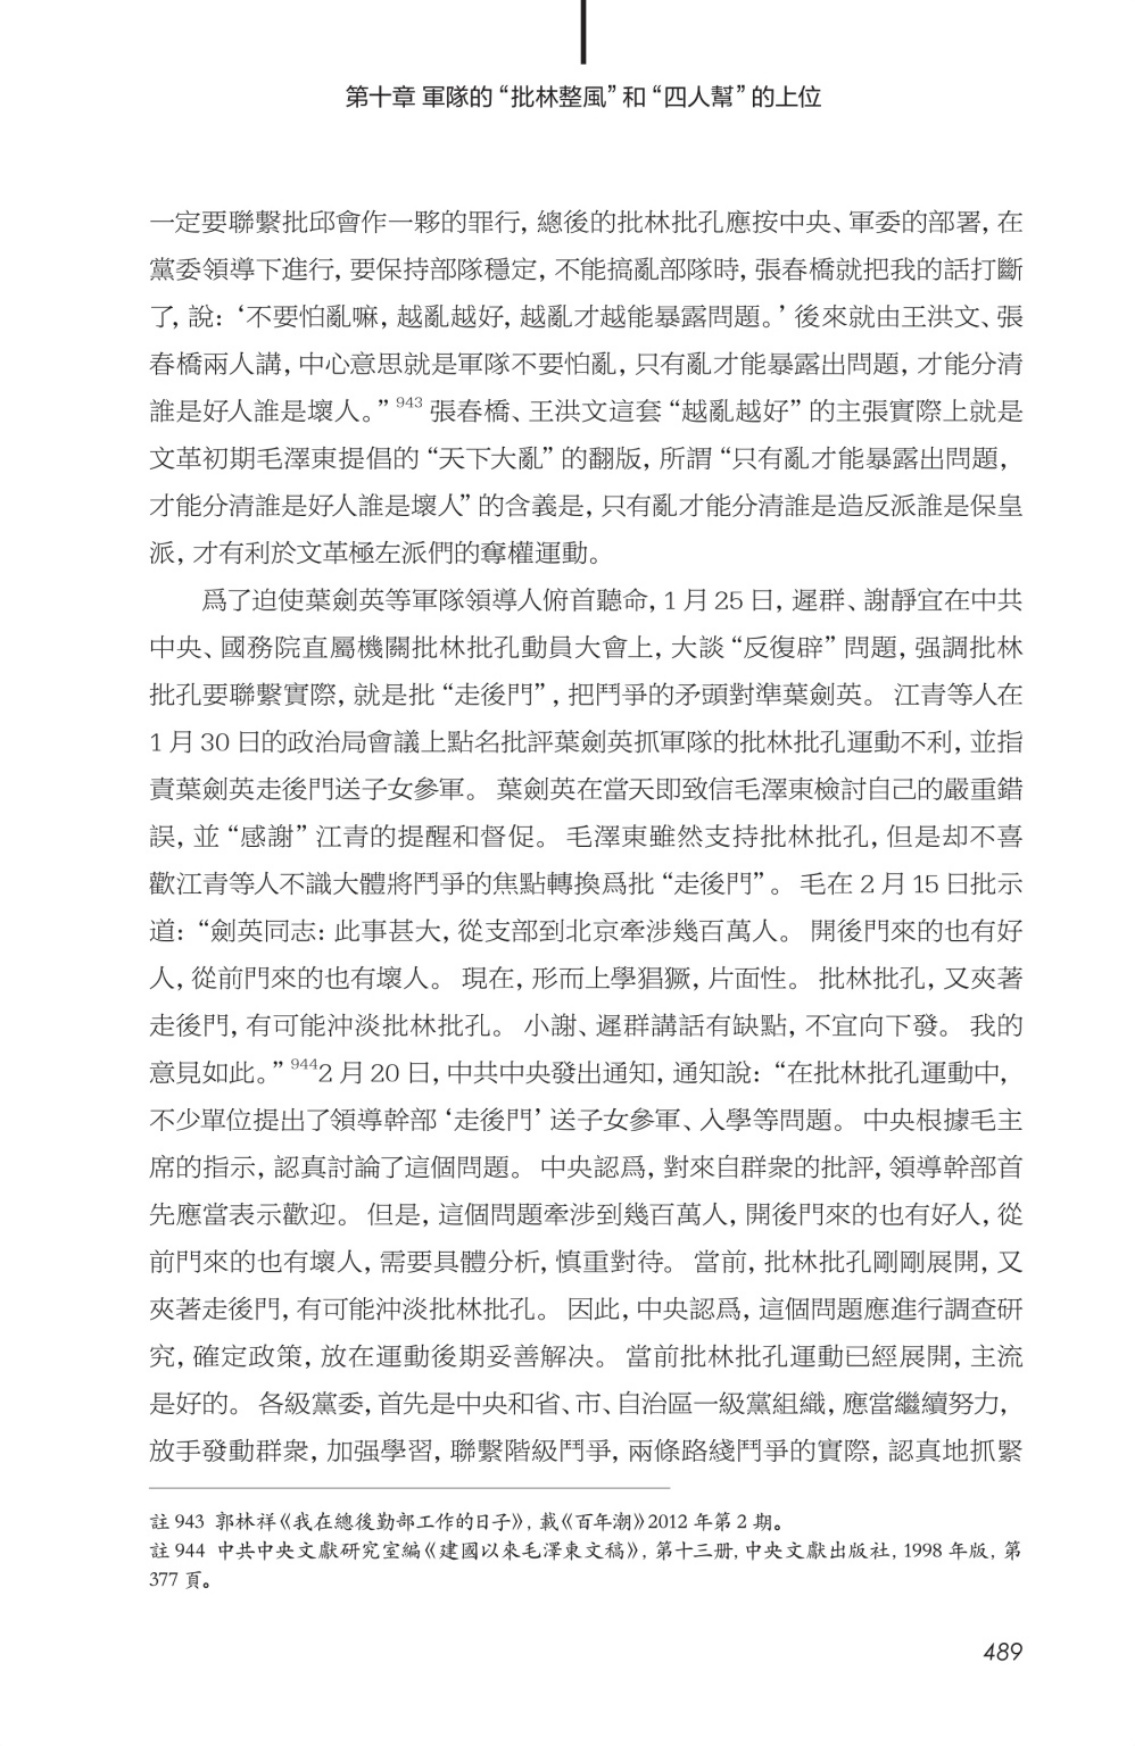 第十章 軍隊的“批林整風”和“四人幫”的上位
一定要聯繫批邱會作一夥的罪行，總後的批林批孔應按中央、軍委的部署，在
黨委領導下進行，要保持部隊穩定，不能搞亂部隊時，張春橋就把我的話打斷
了，說：‘不要怕亂嘛，越亂越好，越亂才越能暴露問題。’後來就由王洪文、張
春橋兩人講，中心意思就是軍隊不要怕亂，只有亂才能暴露出問題，才能分清
誰是好人誰是壞人。”943 張春橋、王洪文這套“越亂越好”的主張實際上就是
文革初期毛澤東提倡的“天下大亂”的翻版，所謂“只有亂才能暴露出問題，
才能分清誰是好人誰是壞人”的含義是，只有亂才能分清誰是造反派誰是保皇
派，才有利於文革極左派們的奪權運動。
爲了迫使葉劍英等軍隊領導人俯首聽命，1 月 25 日，遲群、謝靜宜在中共
中央、國務院直屬機關批林批孔動員大會上，大談“反復辟”問題，强調批林
批孔要聯繫實際，就是批“走後門”，把鬥爭的矛頭對準葉劍英。江青等人在
1 月 30 日的政治局會議上點名批評葉劍英抓軍隊的批林批孔運動不利，並指
責葉劍英走後門送子女參軍。葉劍英在當天即致信毛澤東檢討自己的嚴重錯
誤，並“感謝”江青的提醒和督促。毛澤東雖然支持批林批孔，但是却不喜
歡江青等人不識大體將鬥爭的焦點轉換爲批“走後門”。毛在 2 月 15 日批示
道：“劍英同志：此事甚大，從支部到北京牽涉幾百萬人。開後門來的也有好
人，從前門來的也有壞人。現在，形而上學猖獗，片面性。批林批孔，又夾著
走後門，有可能沖淡批林批孔。小謝、遲群講話有缺點，不宜向下發。我的
意見如此。”9442 月 20 日，中共中央發出通知，通知說：“在批林批孔運動中，
不少單位提出了領導幹部‘走後門’送子女參軍、入學等問題。中央根據毛主
席的指示，認真討論了這個問題。中央認爲，對來自群衆的批評，領導幹部首
先應當表示歡迎。但是，這個問題牽涉到幾百萬人，開後門來的也有好人，從
前門來的也有壞人，需要具體分析，慎重對待。當前，批林批孔剛剛展開，又
夾著走後門，有可能沖淡批林批孔。因此，中央認爲，這個問題應進行調查研
究，確定政策，放在運動後期妥善解决。當前批林批孔運動已經展開，主流
是好的。各級黨委，首先是中央和省、市、自治區一級黨組織，應當繼續努力，
放手發動群衆，加强學習，聯繫階級鬥爭，兩條路綫鬥爭的實際，認真地抓緊
註 943 郭林祥《我在總後勤部工作的日子》，載《百年潮》2012 年第 2 期。
註 944 中共中央文獻研究室編《建國以來毛澤東文稿》，第十三册，中央文獻出版社，1998 年版，第
377 頁。
489